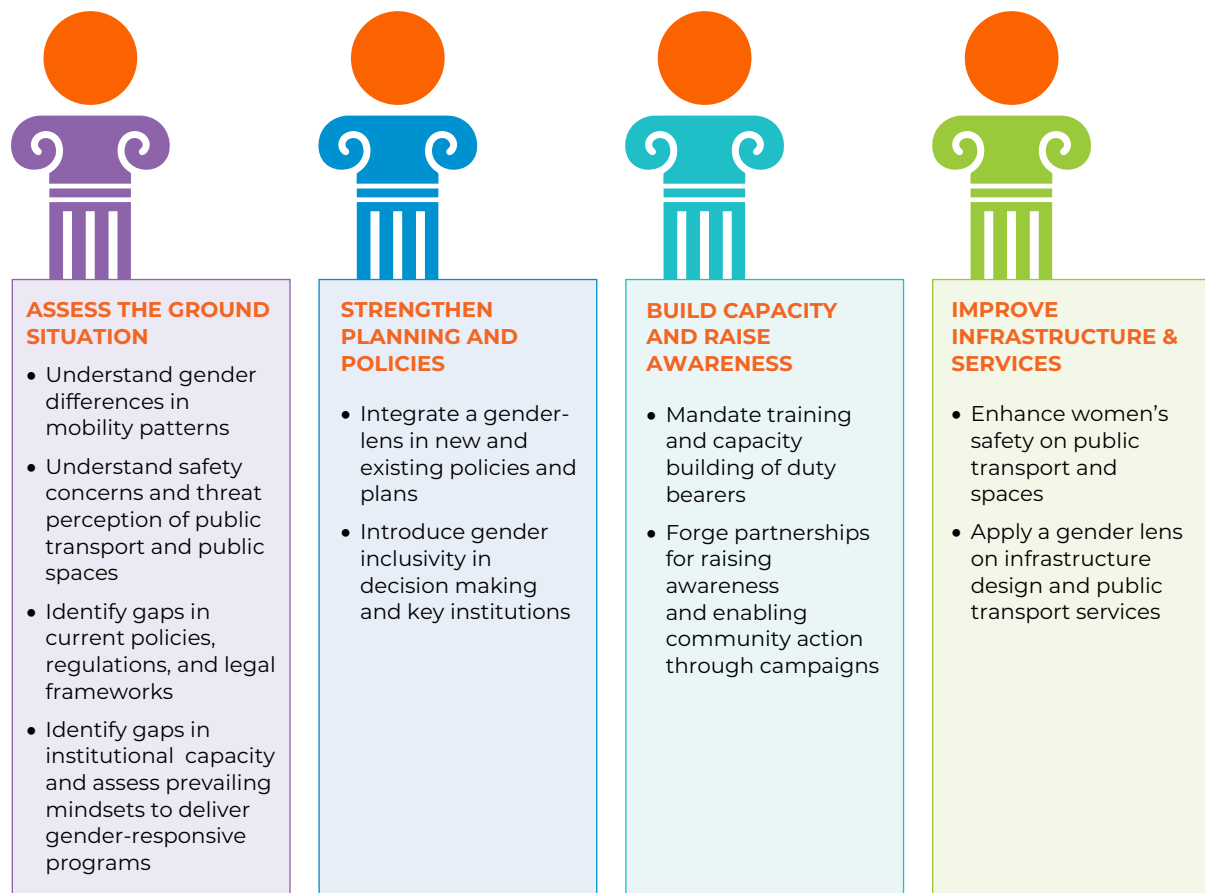 ASSESS THE GROUND
SITUATION
• Understand gender
differences in
mobility patterns
• Understand safety
concerns and threat
perception of public
transport and public
spaces
• Identify gaps in
current policies,
regulations, and legal
frameworks
• Identify gaps in
institutional capacity
and assess prevailing
mindsets to deliver
gender-responsive
programs
STRENGTHEN
PLANNING AND
POLICIES
• Integrate a gender-
lens in new and
existing policies and
plans
• Introduce gender
inclusivity in
decision making
and key institutions
BUILD CAPACITY
AND RAISE
AWARENESS
• Mandate training
and capacity
building of duty
bearers
• Forge partnerships
for raising
awareness
and enabling
community action
through campaigns
IMPROVE
INFRASTRUCTURE &
SERVICES
• Enhance women’s
safety on public
transport and
spaces
• Apply a gender lens
on infrastructure
design and public
transport services